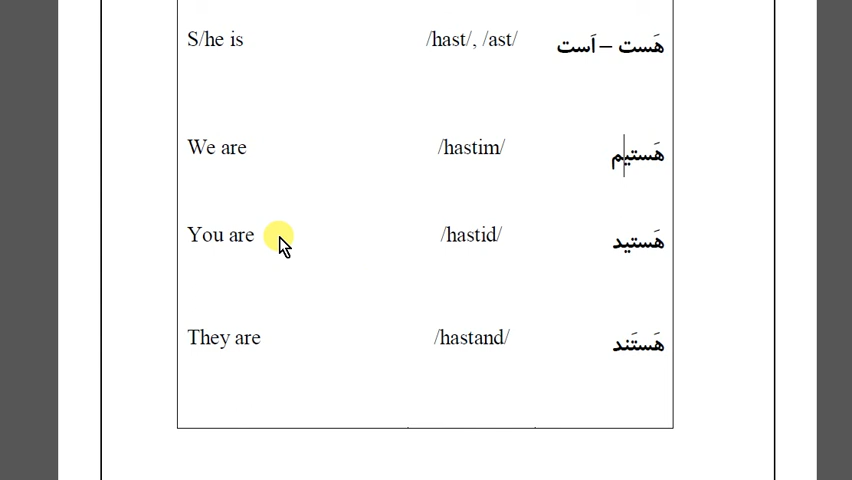 S/he is /hast/, /ast/ هَست – اَست
We are /hastim/ هَستیم
You are /hastid/ هَستید
They are /hastand/ هَستَند